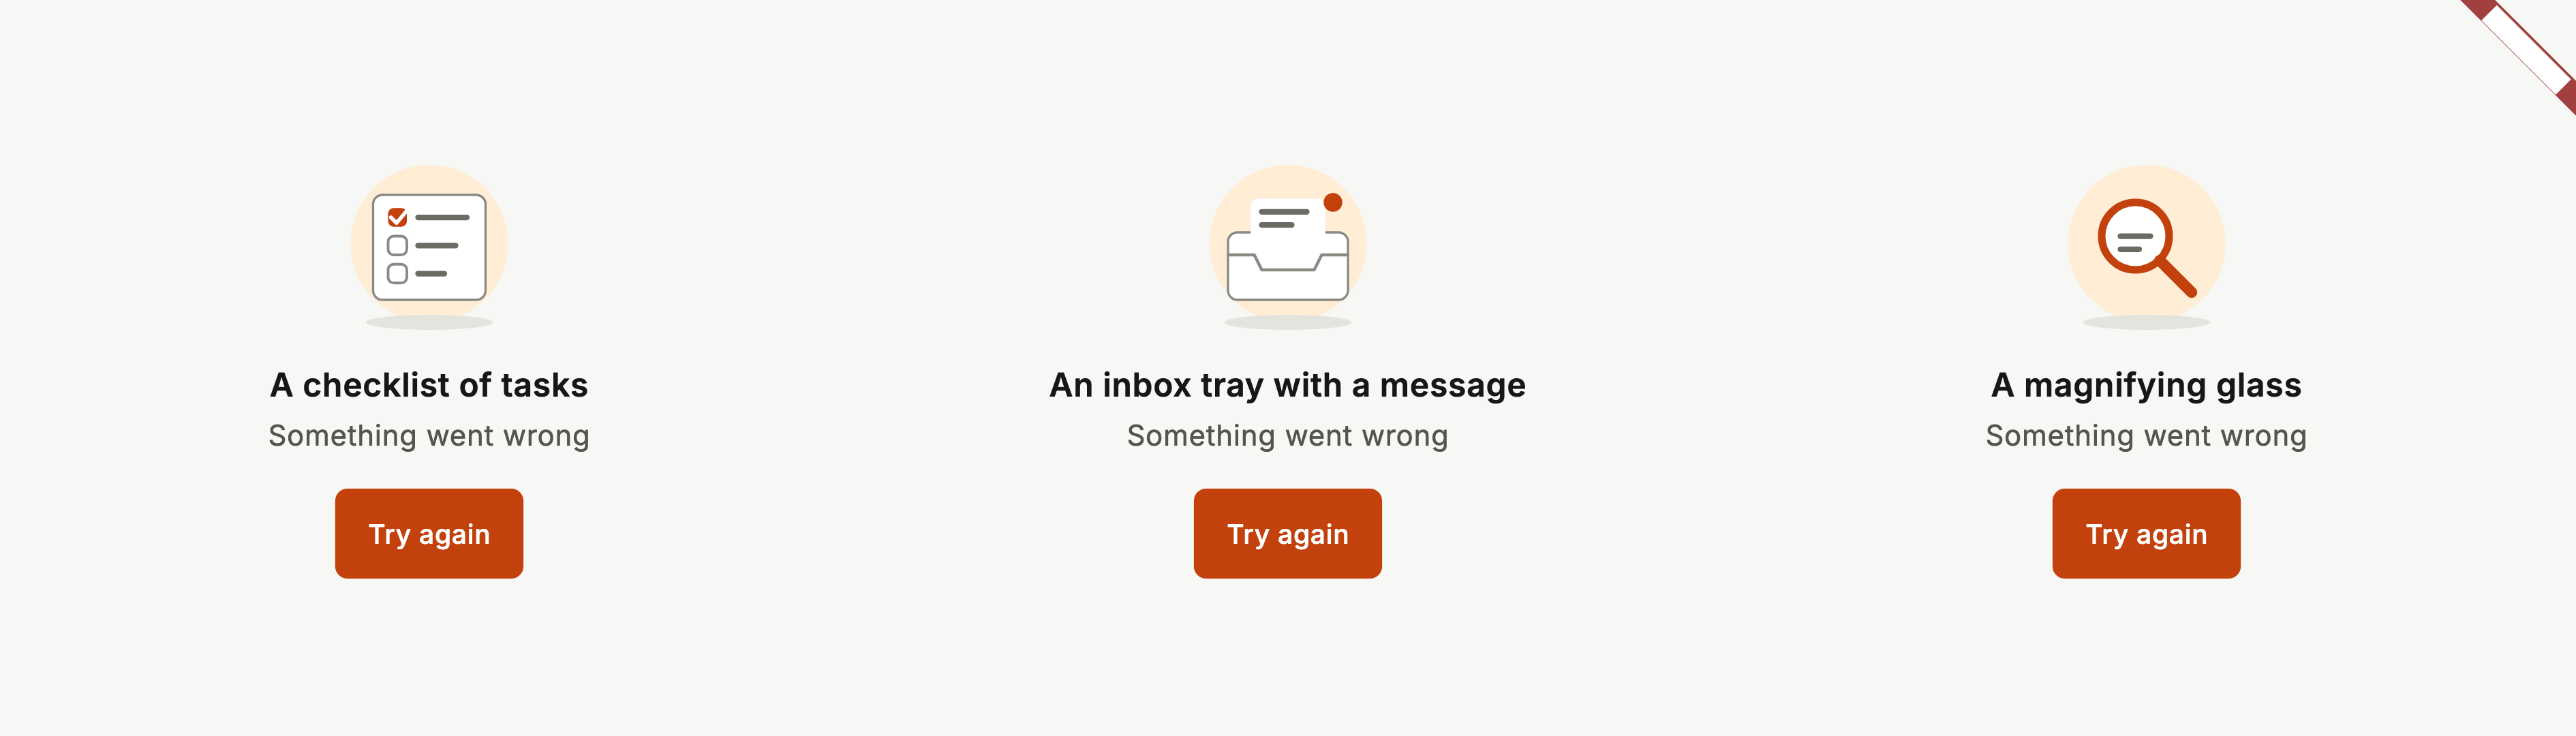 A checklist of tasks
Something went wrong
Try again
An inbox tray with a message
Something went wrong
Try again
A magnifying glass
Something went wrong
Try again